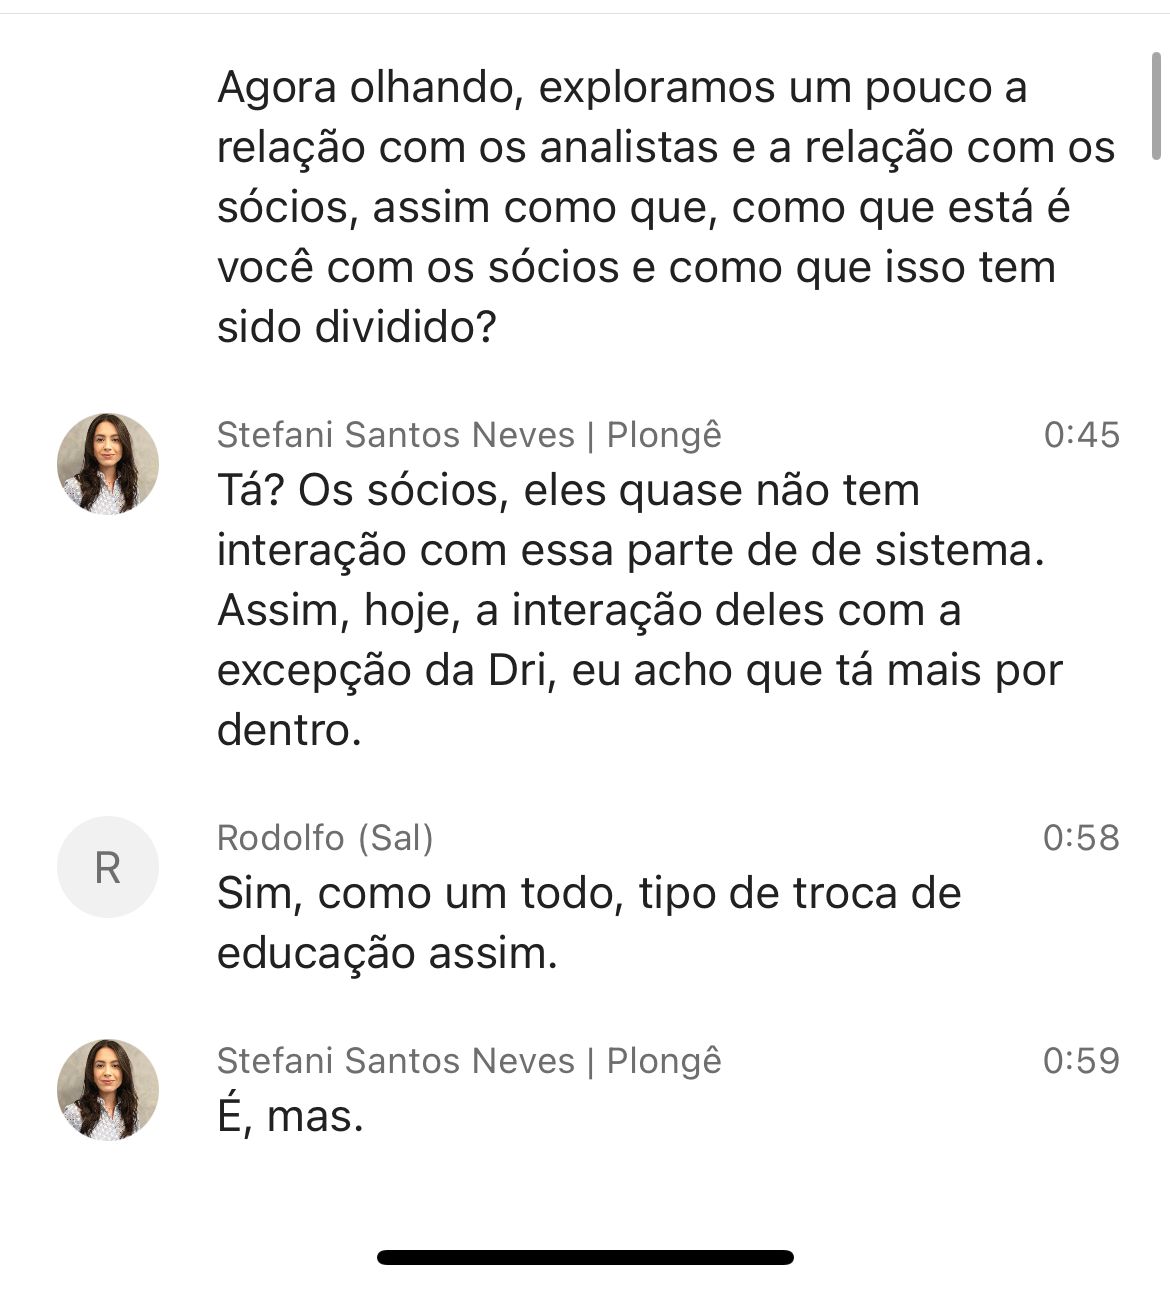 Agora olhando, exploramos um pouco a
relação com os analistas e a relação com os
sócios, assim como que, como que está é
você com os sócios e como que isso tem
sido dividido?
Stefani Santos Neves | Plongê 0:45
Tá? Os sócios, eles quase não tem
interação com essa parte de de sistema.
Assim, hoje, a interação deles com a
excepção da Dri, eu acho que tá mais por
dentro.
R
Rodolfo (Sal) 0:58
Sim, como um todo, tipo de troca de
educação assim.
Stefani Santos Neves | Plongê 0:59
É, mas.